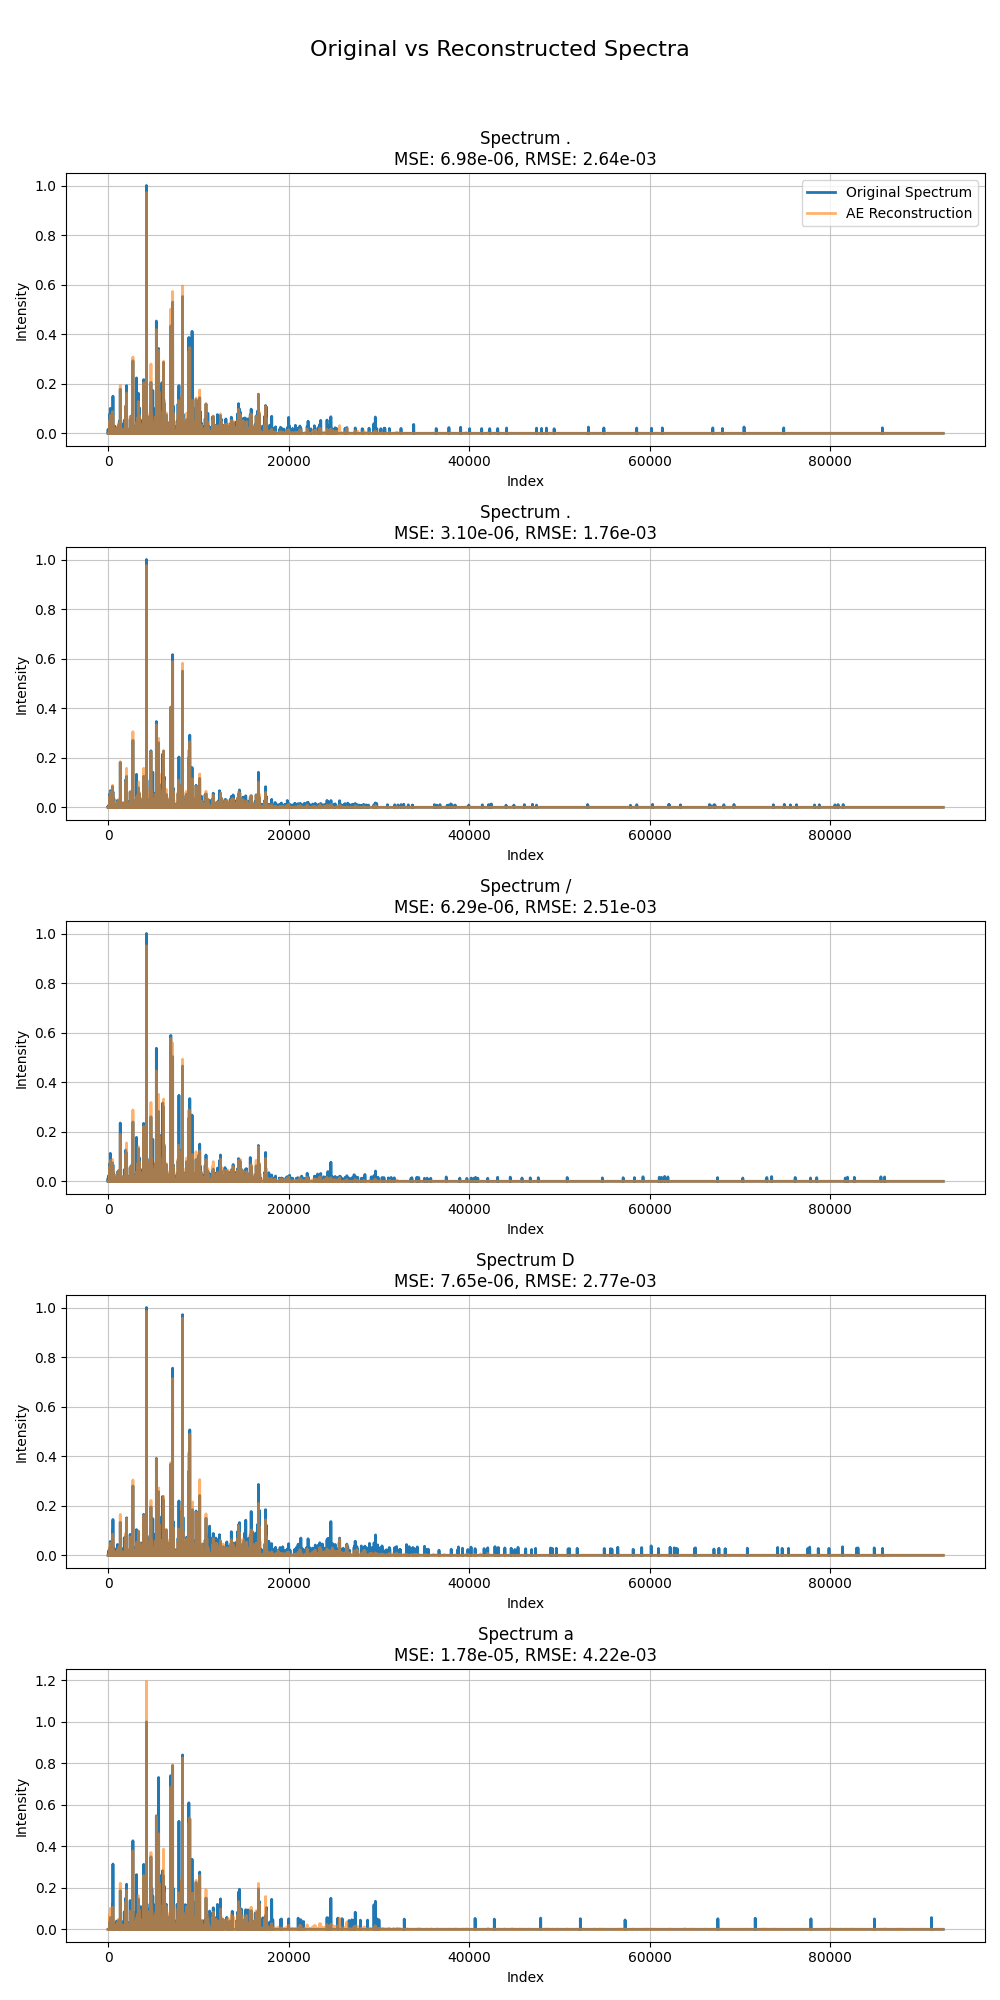 Original vs Reconstructed Spectra
Spectrum .
MSE: 6.98e-06, RMSE: 2.64e-03
Original Spectrum
AE Reconstruction
Intensity
1.0
0.8
0.6
0.4
0.2
0.0
0 20000 40000 60000 80000
Index
Spectrum .
MSE: 3.10e-06, RMSE: 1.76e-03
Intensity
1.0
0.8
0.6
0.4
0.2
0.0
0 20000 40000 60000 80000
Index
Spectrum /
MSE: 6.29e-06, RMSE: 2.51e-03
Intensity
1.0
0.8
0.6
0.4
0.2
0.0
0 20000 40000 60000 80000
Index
Spectrum D
MSE: 7.65e-06, RMSE: 2.77e-03
Intensity
1.0
0.8
0.6
0.4
0.2
0.0
0 20000 40000 60000 80000
Index
Spectrum a
MSE: 1.78e-05, RMSE: 4.22e-03
Intensity
1.2
1.0
0.8
0.6
0.4
0.2
0.0
0 20000 40000 60000 80000
Index